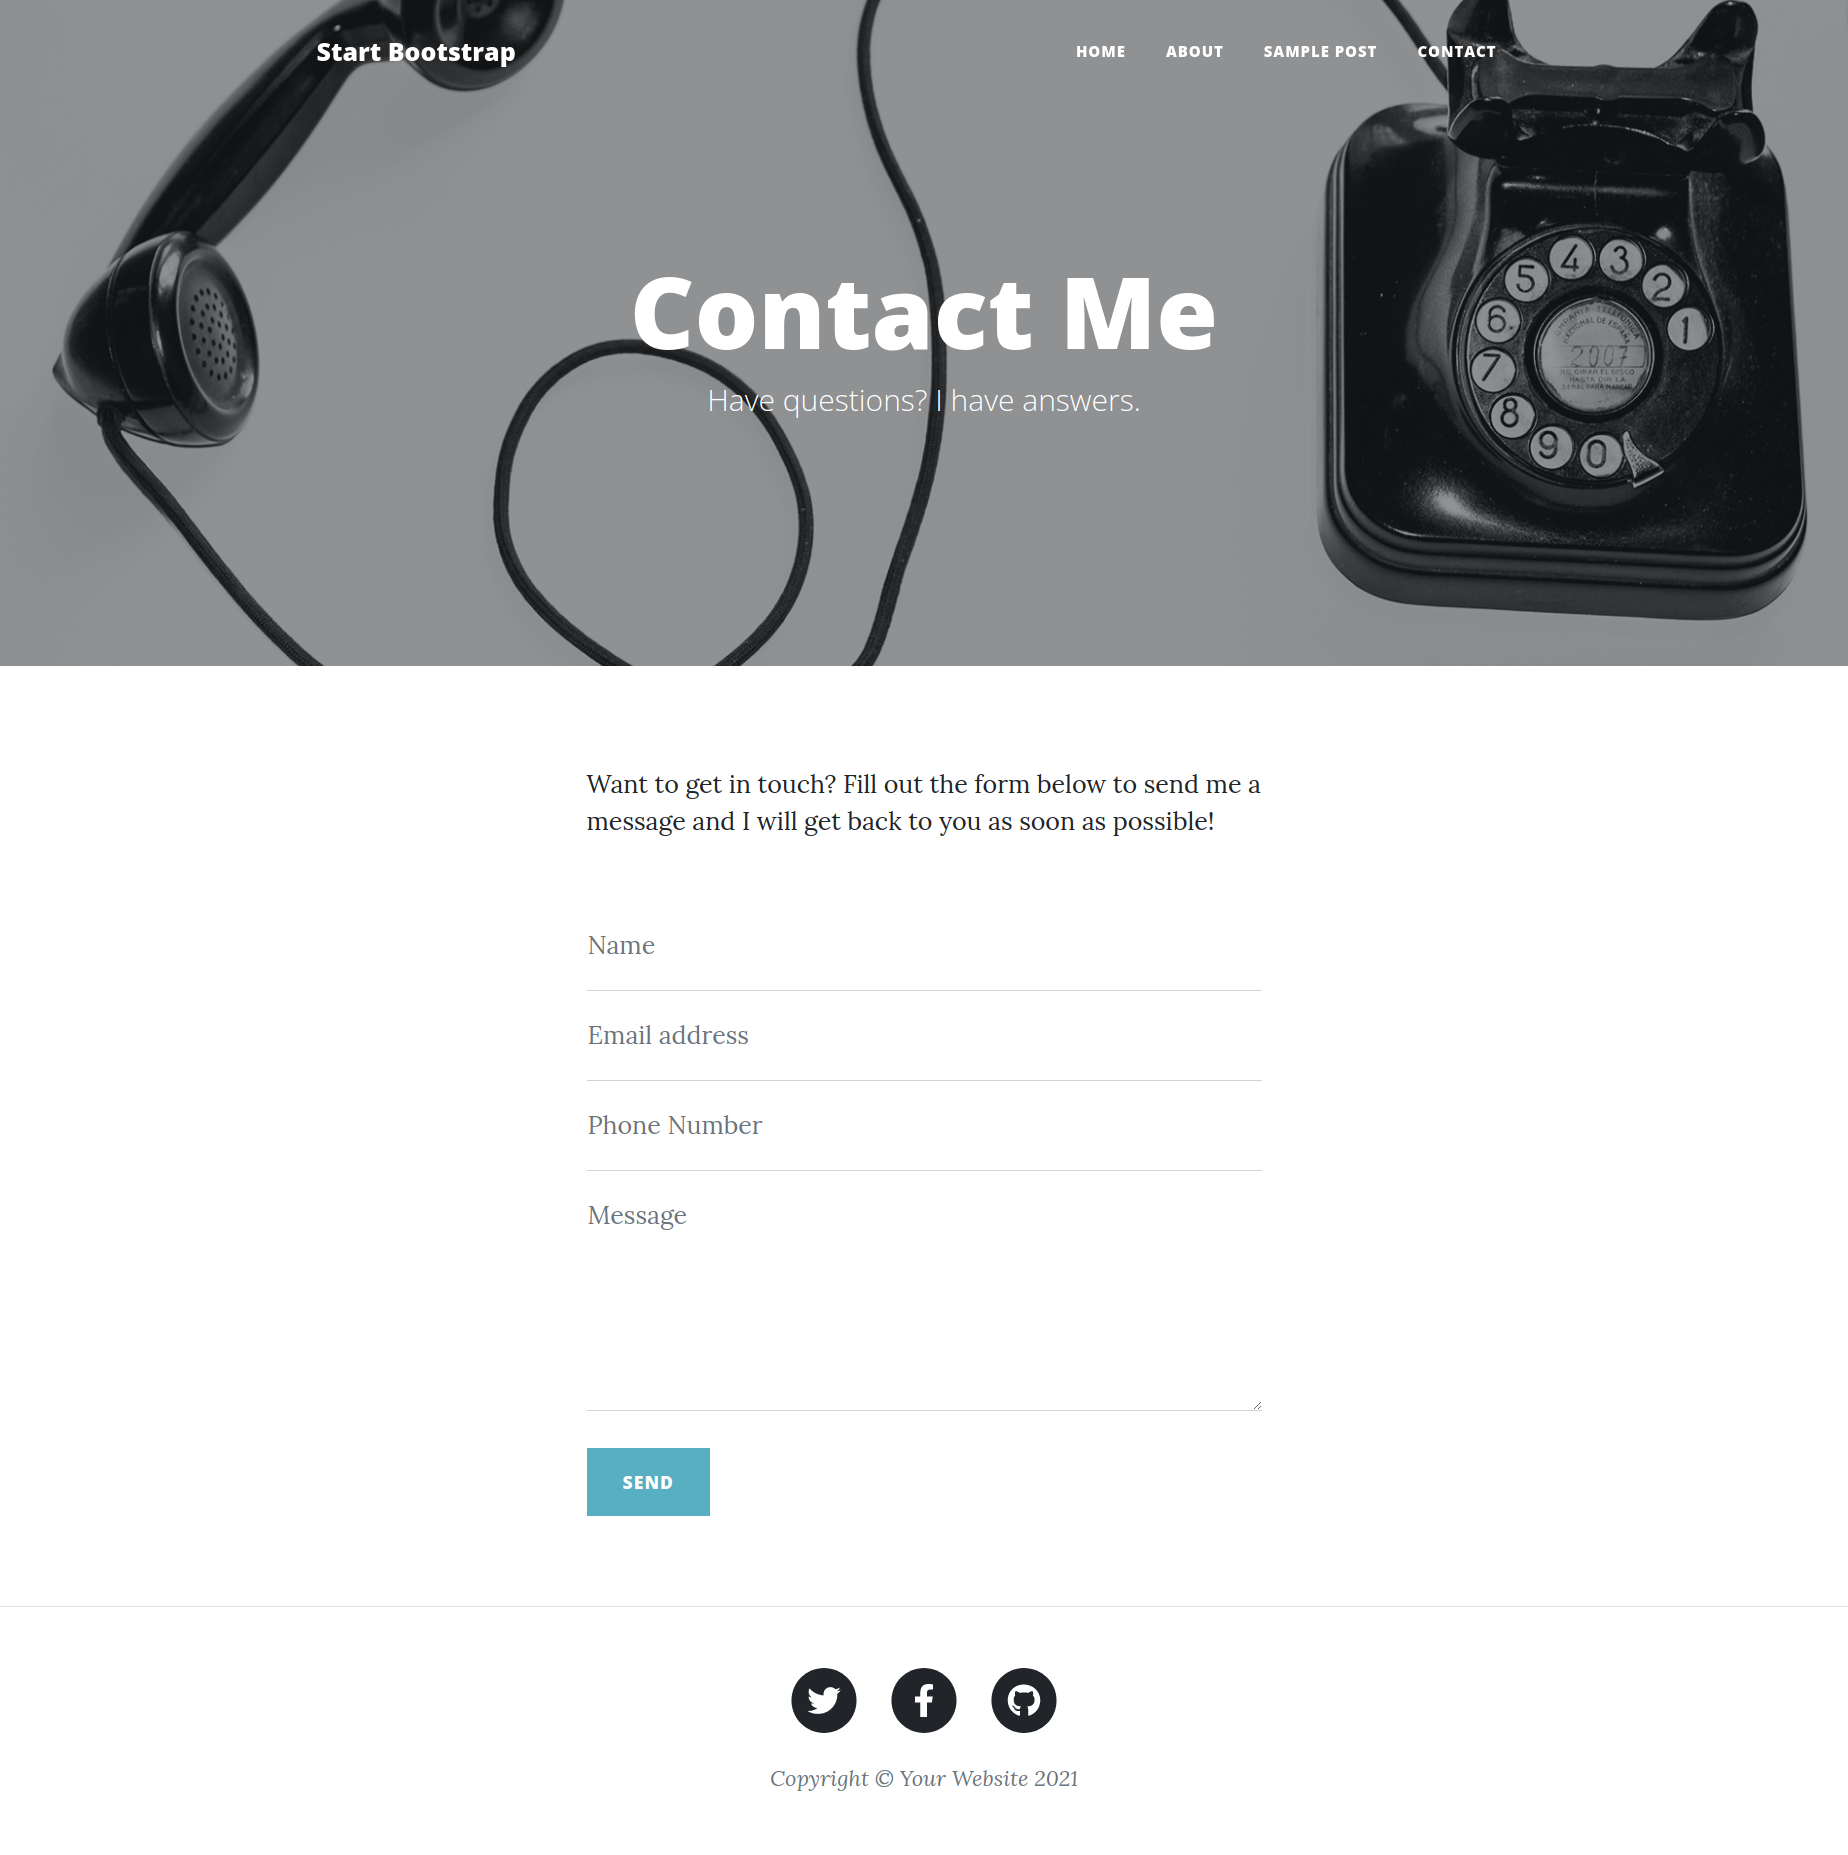 Start Bootstrap
HOME ABOUT SAMPLE POST CONTACT
4 3
5 2
6 1
7
8
9 0
2007
Contact Me
Have questions? I have answers.
Want to get in touch? Fill out the form below to send me a
message and I will get back to you as soon as possible!
Name
Email address
Phone Number
Message
SEND
Copyright © Your Website 2021